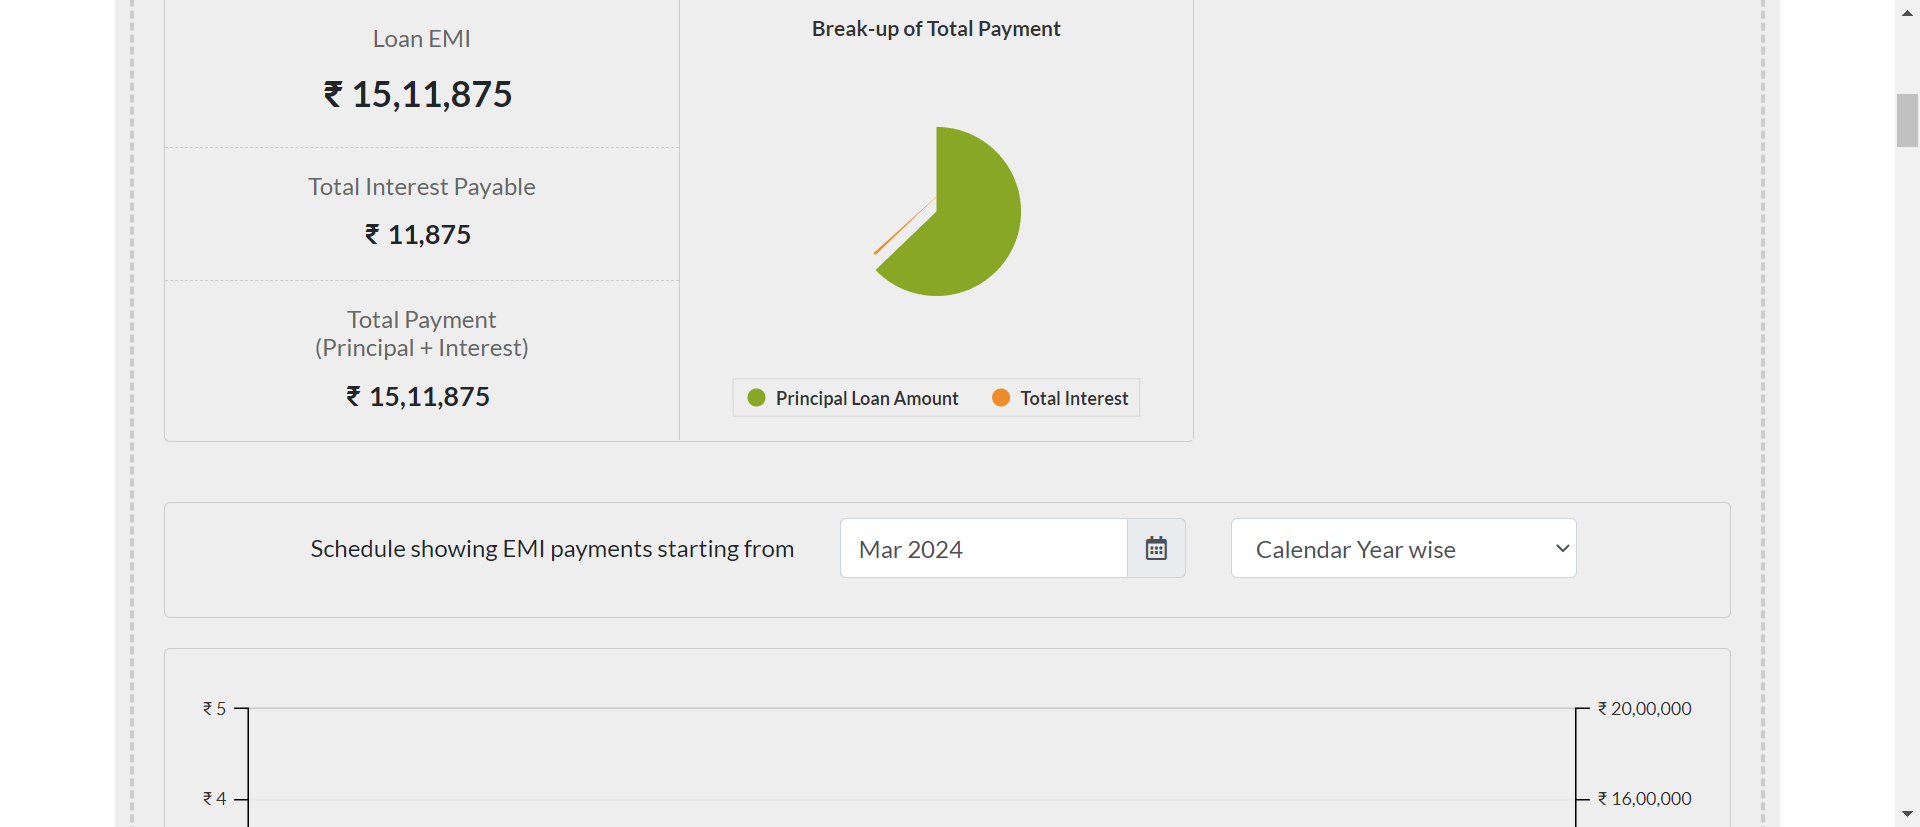 Loan EMI
₹ 15,11,875
Total Interest Payable
₹ 11,875
Total Payment
(Principal + Interest)
₹ 15,11,875
Break-up of Total Payment
Principal Loan Amount
Total Interest
Schedule showing EMI payments starting from
Mar 2024
Calendar Year wise
₹ 5
₹ 20,00,000
₹ 4
₹ 16,00,000